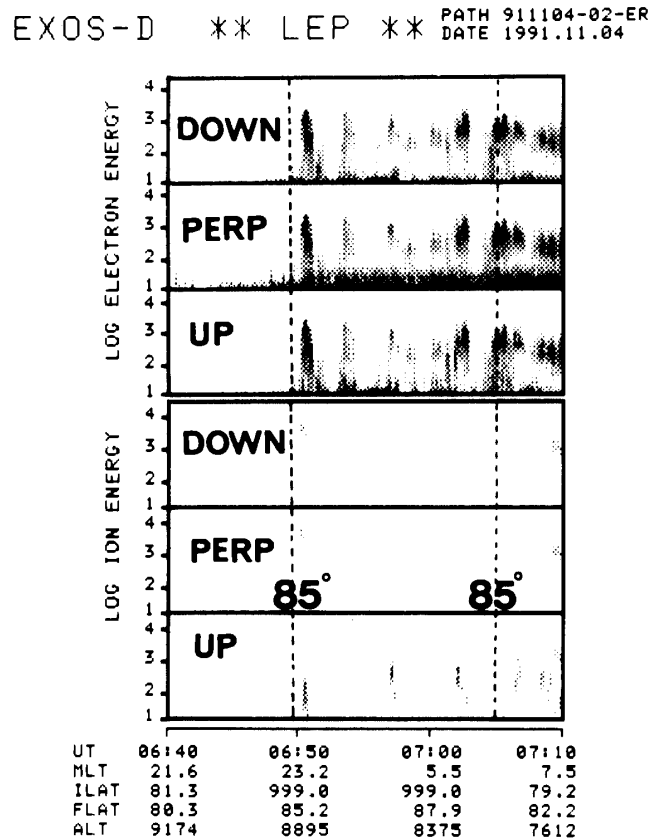 EXOS-D ** LEP ** PATH 911104-02-ER
DATE 1991.11.04
LOG ELECTRON ENERGY
4
3
2
1
DOWN
4
3
2
1
PERP
4
3
2
1
UP
LOG ION ENERGY
4
3
2
1
DOWN
4
3
2
1
PERP
85° 85°
4
3
2
1
UP
UT 06:40 06:50 07:00 07:10
MLT 21.6 23.2 5.5 7.5
ILAT 81.3 999.0 999.0 79.2
FLAT 80.3 85.2 87.9 82.2
ALT 9174 8895 8375 7612